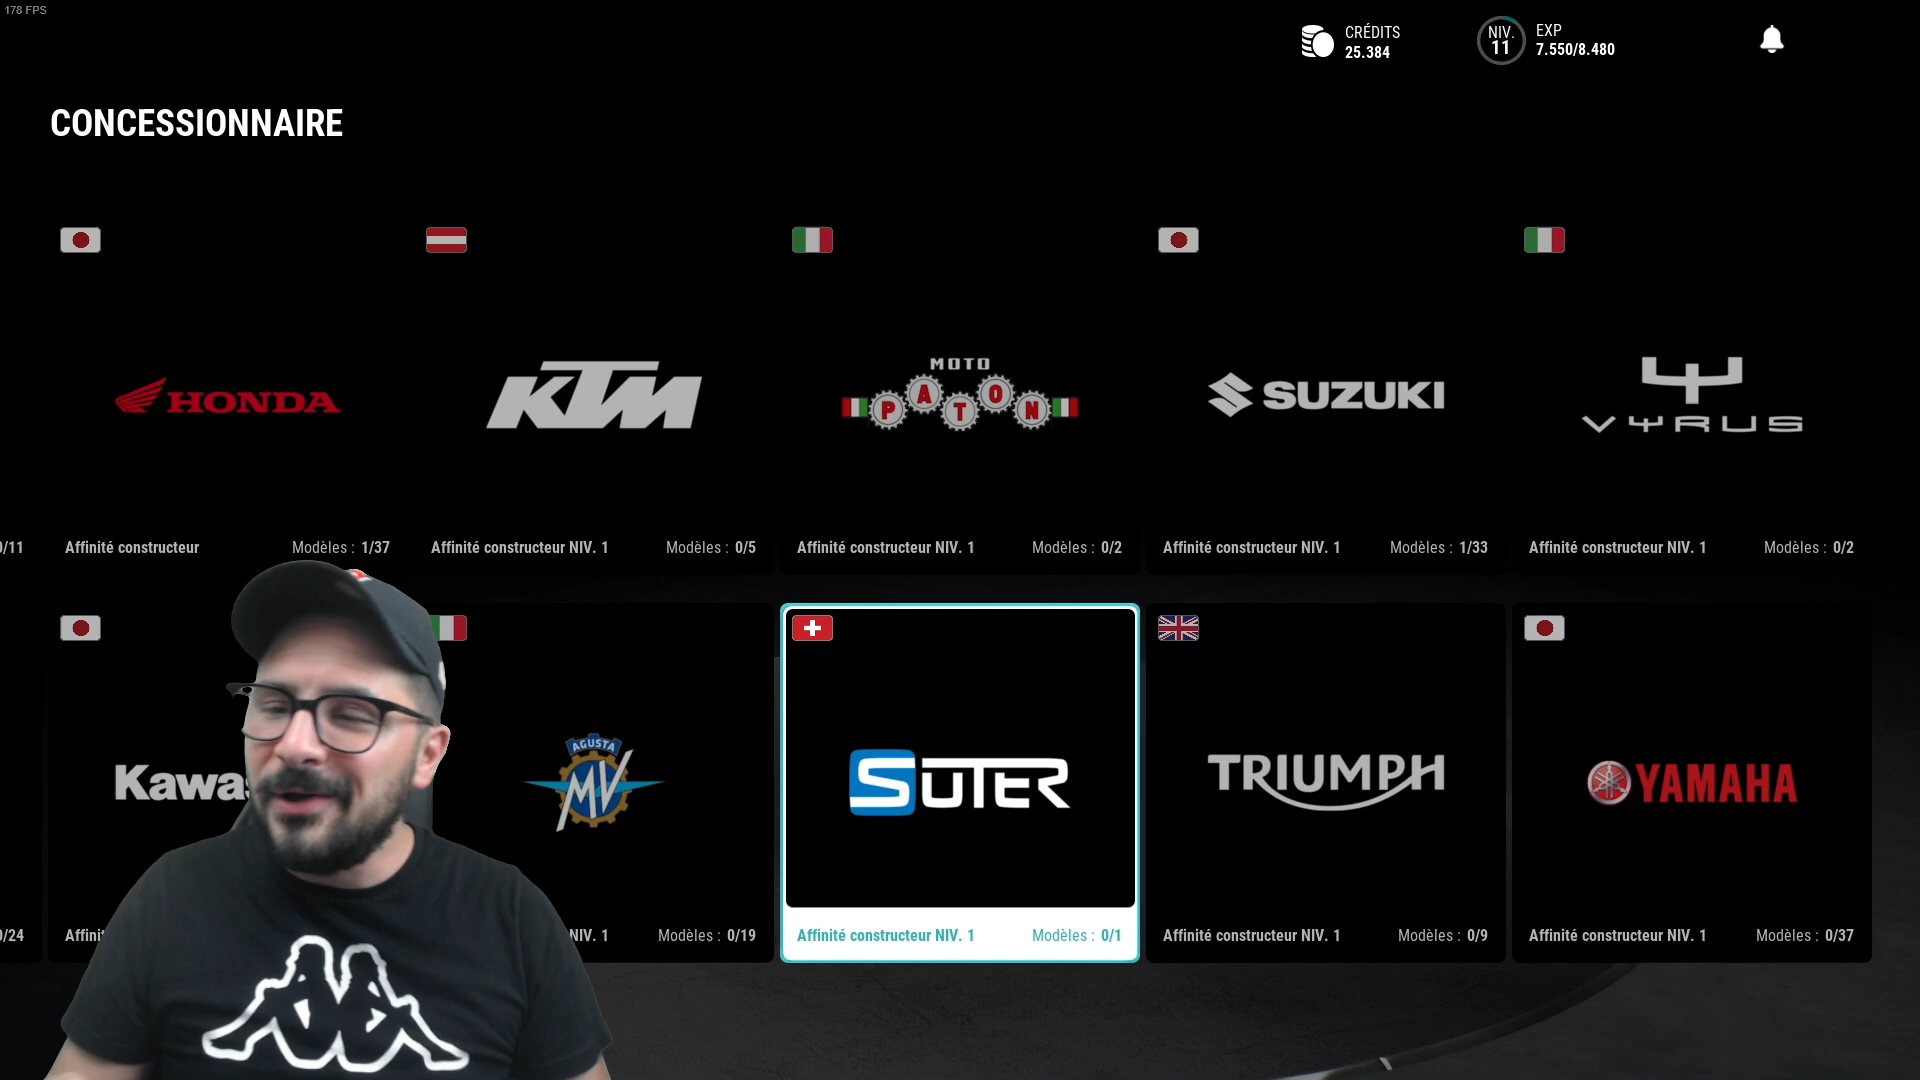 178 FPS
CRÉDITS
25.384
NIV.
11
EXP
7.550/8.480
CONCESSIONNAIRE
HONDA
KTM
MOTO
PATON
SUZUKI
VYRUS
0/11
Affinité constructeur
Modèles : 1/37
Affinité constructeur NIV. 1
Modèles : 0/5
Affinité constructeur NIV. 1
Modèles : 0/2
Affinité constructeur NIV. 1
Modèles : 1/33
Affinité constructeur NIV. 1
Modèles : 0/2
Kawas
AGUSTA
MV
SUTER
TRIUMPH
YAMAHA
0/24
Affini
NIV. 1
Modèles : 0/19
Affinité constructeur NIV. 1
Modèles : 0/1
Affinité constructeur NIV. 1
Modèles : 0/9
Affinité constructeur NIV. 1
Modèles : 0/37